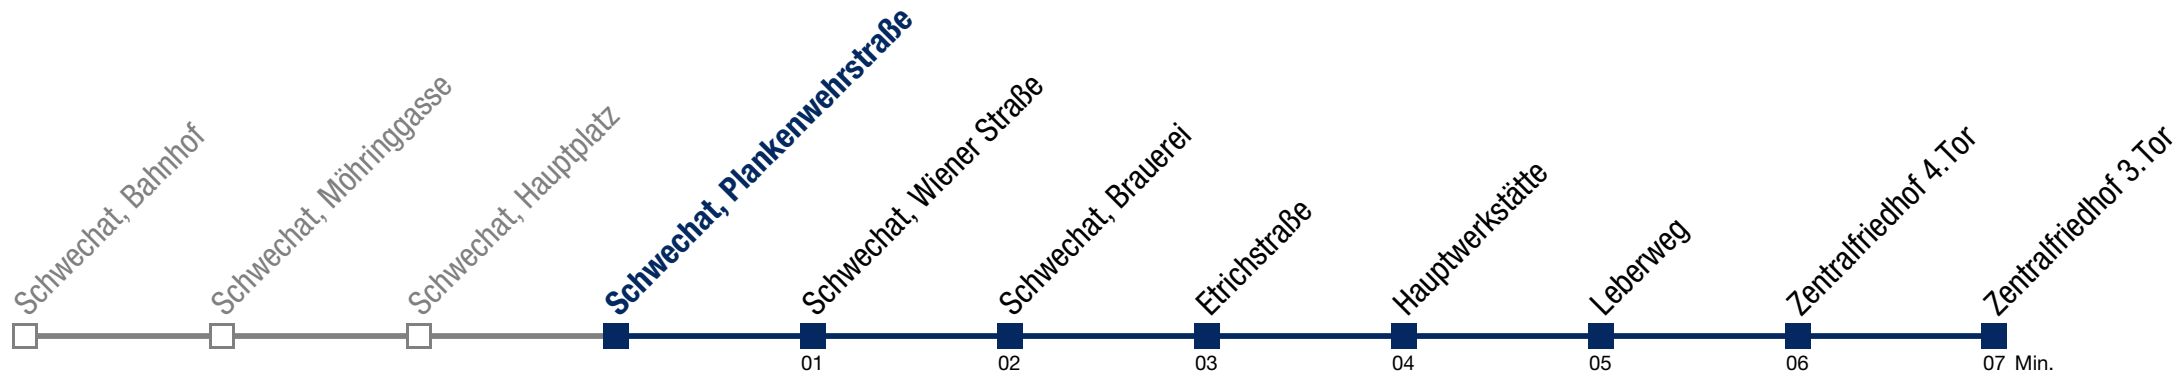 Schwechat, Bahnhof
Schwechat, Möhringgasse
Schwechat, Hauptplatz
Schwechat, Plankenwehrstraße
Schwechat, Wiener Straße
Schwechat, Brauerei
Etrichstraße
Hauptwerkstätte
Leberweg
Zentralfriedhof 4.Tor
Zentralfriedhof 3.Tor
01 02 03 04 05 06 07 Min.